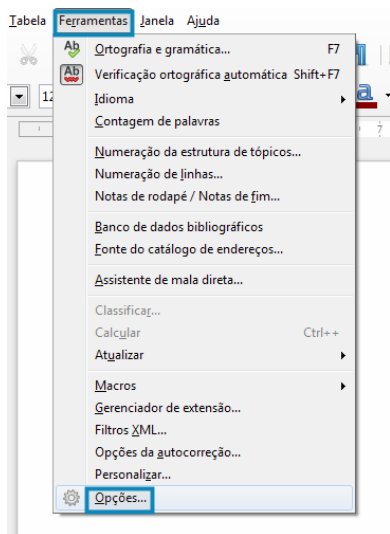 Tabela Ferramentas Janela Ajuda
Ortografia e gramática... F7
Verificação ortográfica automática Shift+F7
Idioma
Contagem de palavras
Numeração da estrutura de tópicos...
Numeração de linhas...
Notas de rodapé / Notas de fim...
Banco de dados bibliográficos
Fonte do catálogo de endereços...
Assistente de mala direta...
Classificar...
Calcular Ctrl++
Atualizar
Macros
Gerenciador de extensão...
Filtros XML...
Opções da autocorreção...
Personalizar...
Opções...